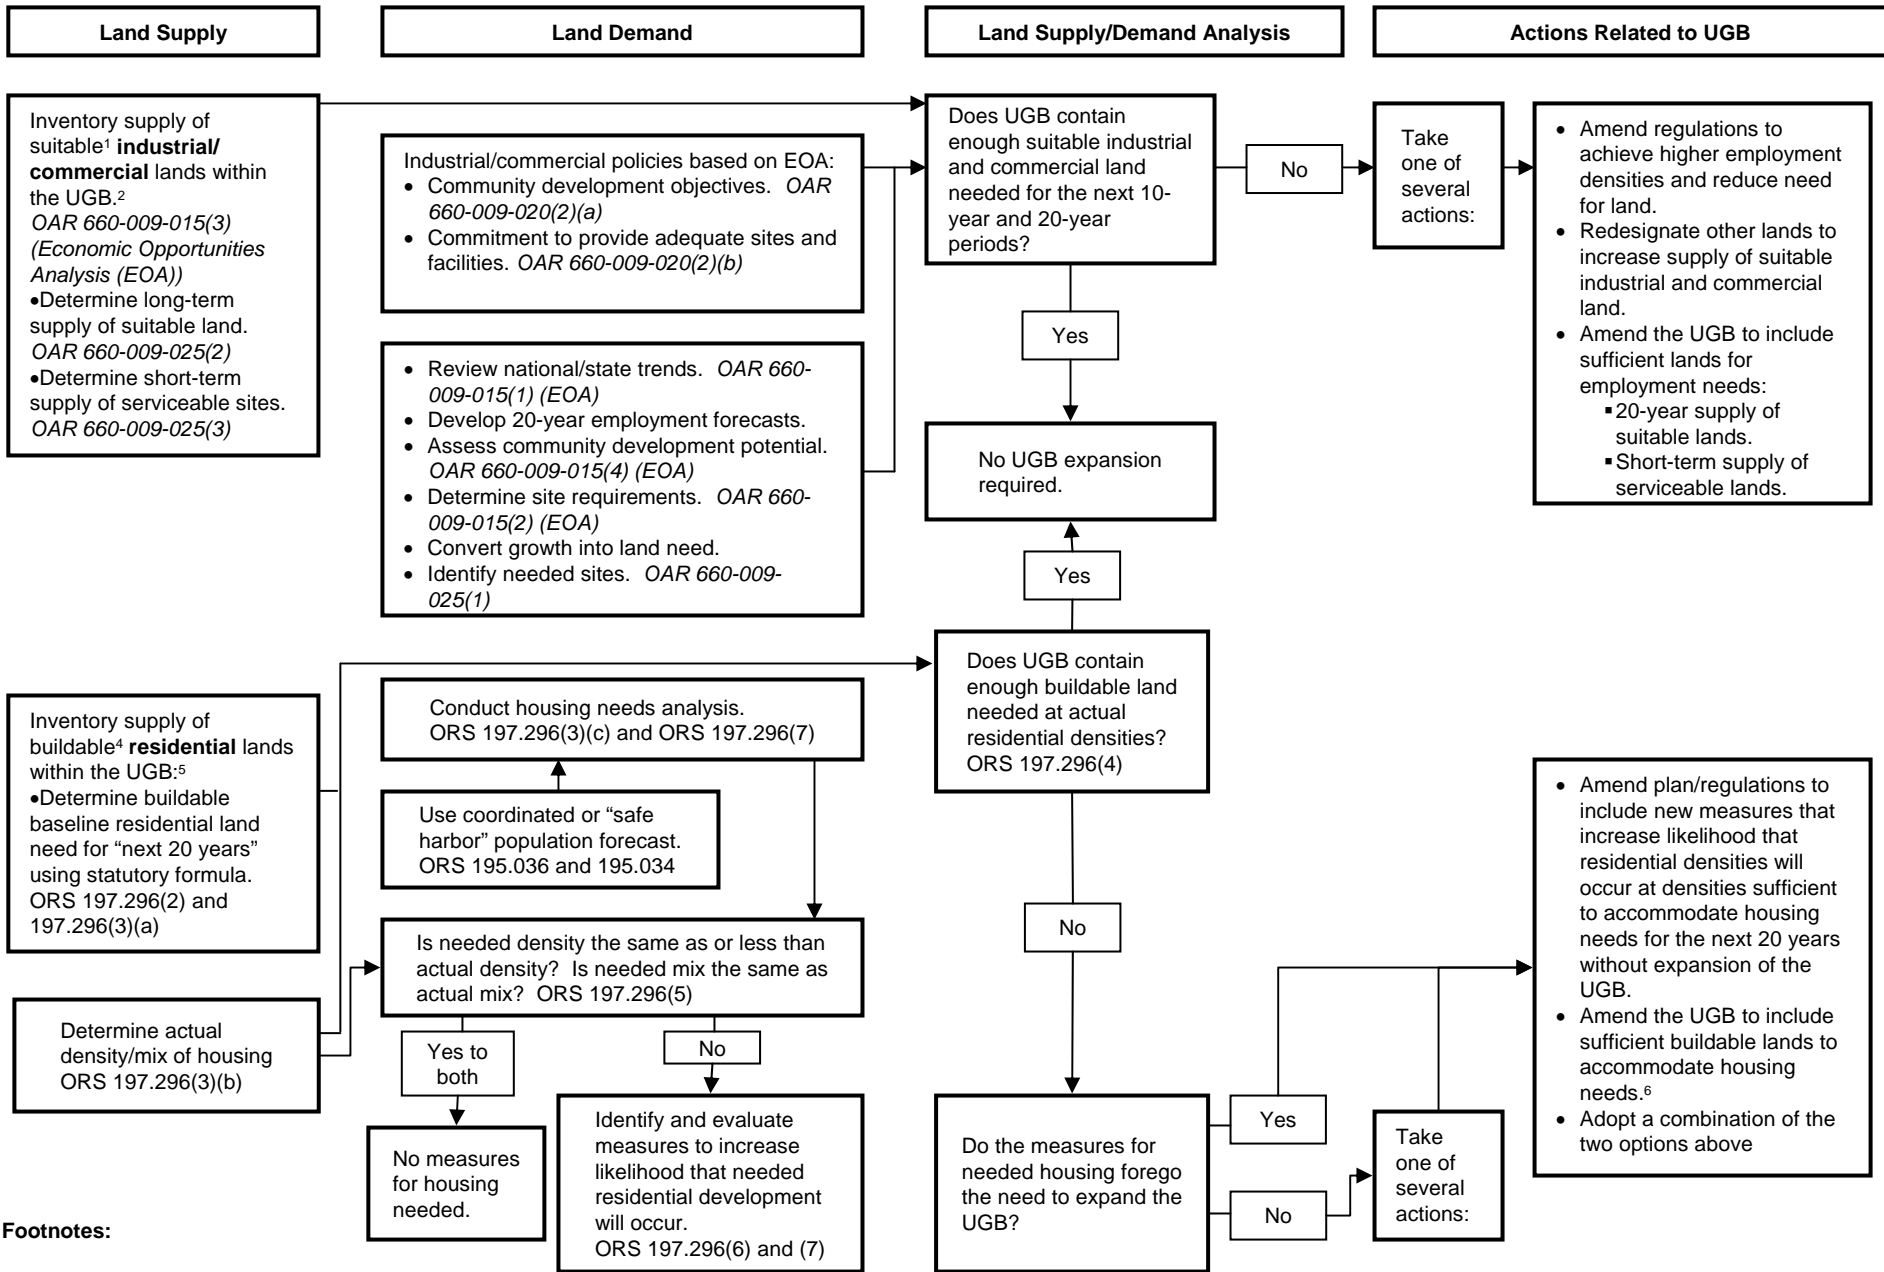 Land Supply
Land Demand
Land Supply/Demand Analysis
Actions Related to UGB
Inventory supply of
suitable¹ industrial/
commercial lands within
the UGB.²
OAR 660-009-015(3)
(Economic Opportunities
Analysis (EOA))
•Determine long-term
supply of suitable land.
OAR 660-009-025(2)
•Determine short-term
supply of serviceable sites.
OAR 660-009-025(3)
Industrial/commercial policies based on EOA:
• Community development objectives. OAR
660-009-020(2)(a)
• Commitment to provide adequate sites and
facilities. OAR 660-009-020(2)(b)
• Review national/state trends. OAR 660-
009-015(1) (EOA)
• Develop 20-year employment forecasts.
• Assess community development potential.
OAR 660-009-015(4) (EOA)
• Determine site requirements. OAR 660-
009-015(2) (EOA)
• Convert growth into land need.
• Identify needed sites. OAR 660-009-
025(1)
Does UGB contain
enough suitable industrial
and commercial land
needed for the next 10-
year and 20-year
periods?
No
Take
one of
several
actions:
• Amend regulations to
achieve higher employment
densities and reduce need
for land.
• Redesignate other lands to
increase supply of suitable
industrial and commercial
land.
• Amend the UGB to include
sufficient lands for
employment needs:
▪20-year supply of
suitable lands.
▪Short-term supply of
serviceable lands.
Yes
No UGB expansion
required.
Yes
Does UGB contain
enough buildable land
needed at actual
residential densities?
ORS 197.296(4)
Inventory supply of
buildable⁴ residential lands
within the UGB:⁵
•Determine buildable
baseline residential land
need for “next 20 years”
using statutory formula.
ORS 197.296(2) and
197.296(3)(a)
Determine actual
density/mix of housing
ORS 197.296(3)(b)
Conduct housing needs analysis.
ORS 197.296(3)(c) and ORS 197.296(7)
Use coordinated or “safe
harbor” population forecast.
ORS 195.036 and 195.034
Is needed density the same as or less than
actual density? Is needed mix the same as
actual mix? ORS 197.296(5)
Yes to
both
No
No measures
for housing
needed.
Identify and evaluate
measures to increase
likelihood that needed
residential development
will occur.
ORS 197.296(6) and (7)
No
Do the measures for
needed housing forego
the need to expand the
UGB?
Yes
No
Take
one of
several
actions:
• Amend plan/regulations to
include new measures that
increase likelihood that
residential densities will
occur at densities sufficient
to accommodate housing
needs for the next 20 years
without expansion of the
UGB.
• Amend the UGB to include
sufficient buildable lands to
accommodate housing
needs.⁶
• Adopt a combination of the
two options above
Footnotes: